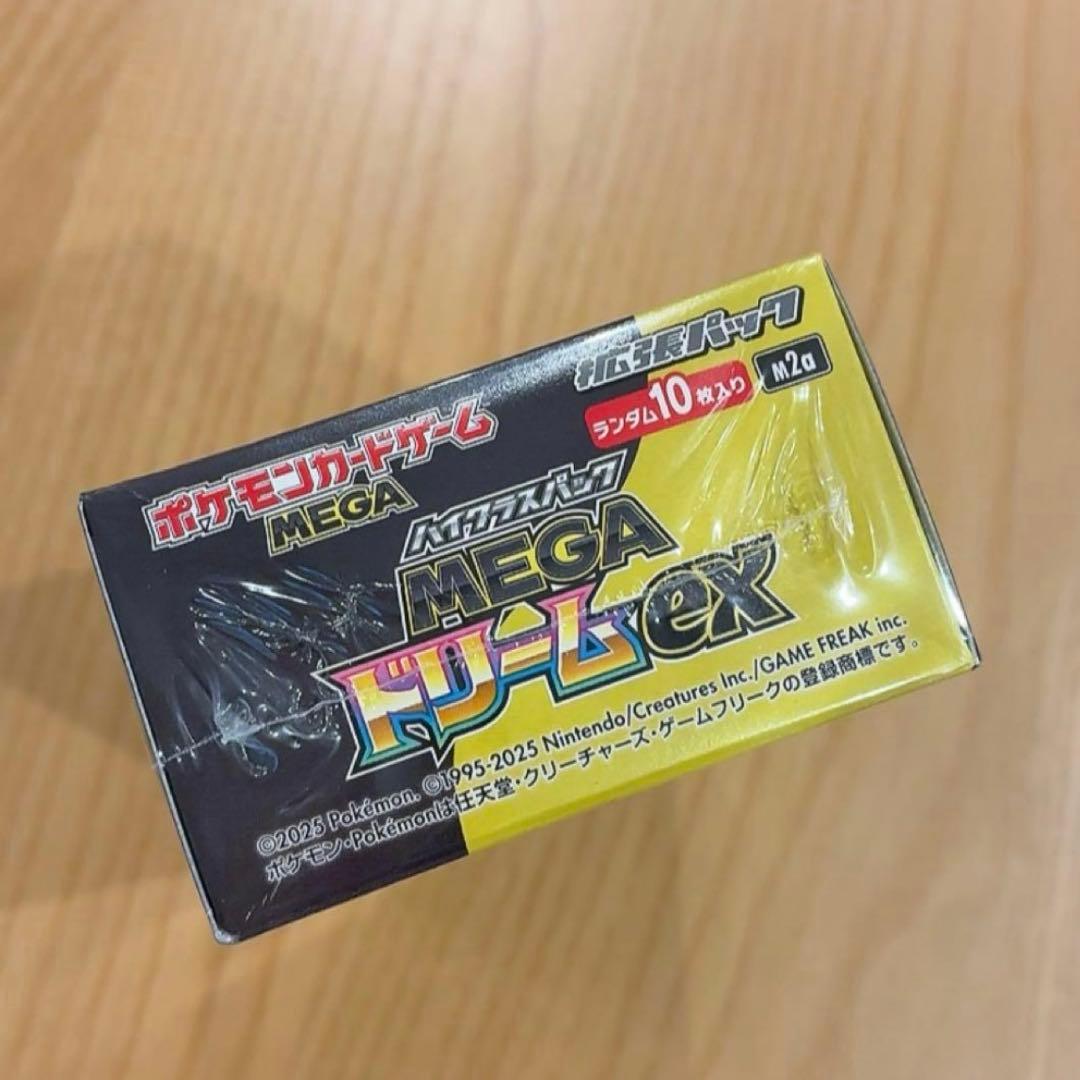 拡張パック
ランダム10枚入り M2a
ポケモンカードゲーム
MEGA
ハイクラスパック
MEGA
ドリームex
©2025 Pokémon. ©1995-2025 Nintendo/Creatures Inc./GAME FREAK inc.
ポケモン・Pokémonは任天堂・クリーチャーズ・ゲームフリークの登録商標です。